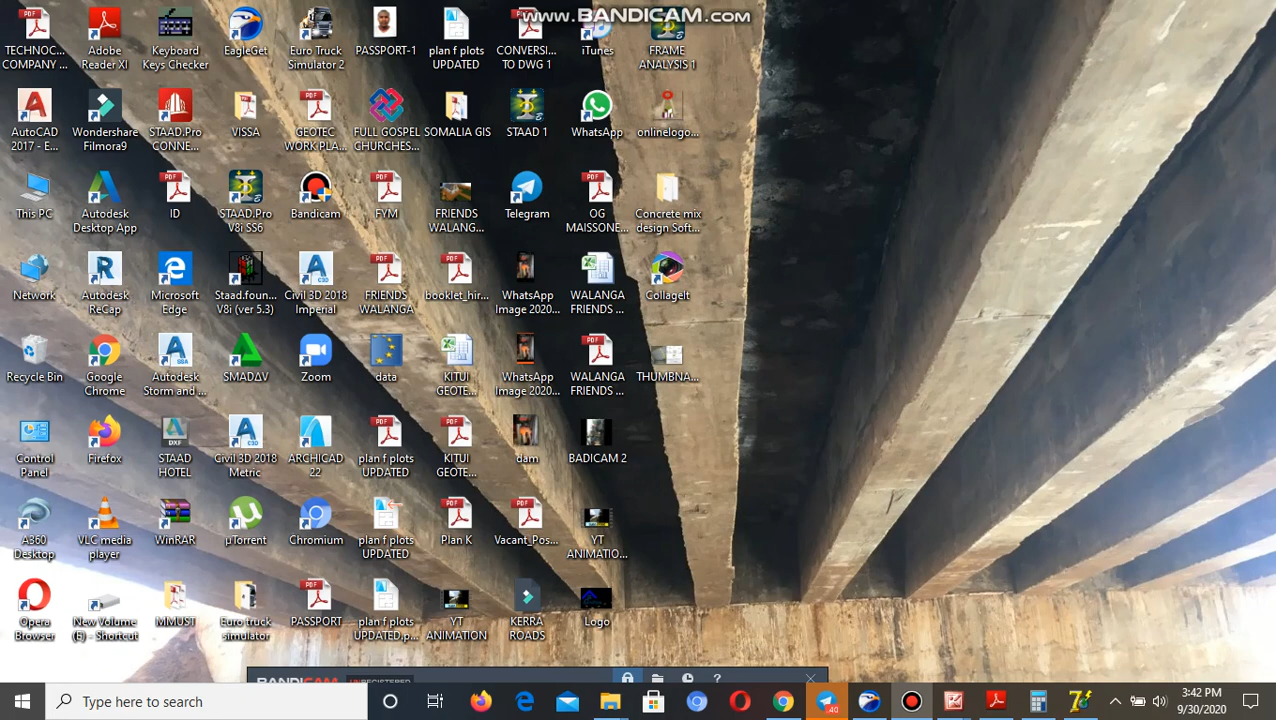 www.BANDICAM.com
TECHNOC...
COMPANY ...
Adobe
Reader XI
Keyboard
Keys Checker
EagleGet
Euro Truck
Simulator 2
PASSPORT-1
plan f plots
UPDATED
CONVERSI...
TO DWG 1
iTunes
FRAME
ANALYSIS 1
AutoCAD
2017 - E...
Wondershare
Filmora9
STAAD.Pro
CONNE...
VISSA
GEOTEC
WORK PLA...
FULL GOSPEL
CHURCHES...
SOMALIA GIS
STAAD 1
WhatsApp
onlinelogo...
This PC
Autodesk
Desktop App
ID
STAAD.Pro
V8i SS6
Bandicam
FYM
FRIENDS
WALANG...
Telegram
OG
MAISSONE...
Concrete mix
design Soft...
Network
Autodesk
ReCap
Microsoft
Edge
Staad.foun...
V8i (ver 5.3)
Civil 3D 2018
Imperial
FRIENDS
WALANGA
booklet_hir...
WhatsApp
Image 2020...
WALANGA
FRIENDS ...
CollageIt
Recycle Bin
Google
Chrome
Autodesk
Storm and ...
SMADΔV
Zoom
data
KITUI
GEOTE...
WhatsApp
Image 2020...
WALANGA
FRIENDS ...
THUMBNA...
Control
Panel
Firefox
STAAD
HOTEL
Civil 3D 2018
Metric
ARCHICAD
22
plan f plots
UPDATED
KITUI
GEOTE...
dam
BADICAM 2
A360
Desktop
VLC media
player
WinRAR
µTorrent
Chromium
plan f plots
UPDATED
Plan K
Vacant_Pos...
YT
ANIMATIO...
Opera
Browser
New Volume
(E) - Shortcut
MMUST
Euro truck
simulator
PASSPORT
plan f plots
UPDATED.p...
YT
ANIMATION
KERRA
ROADS
Logo
BANDICAM UNREGISTERED
Type here to search
40
3:42 PM
9/30/2020